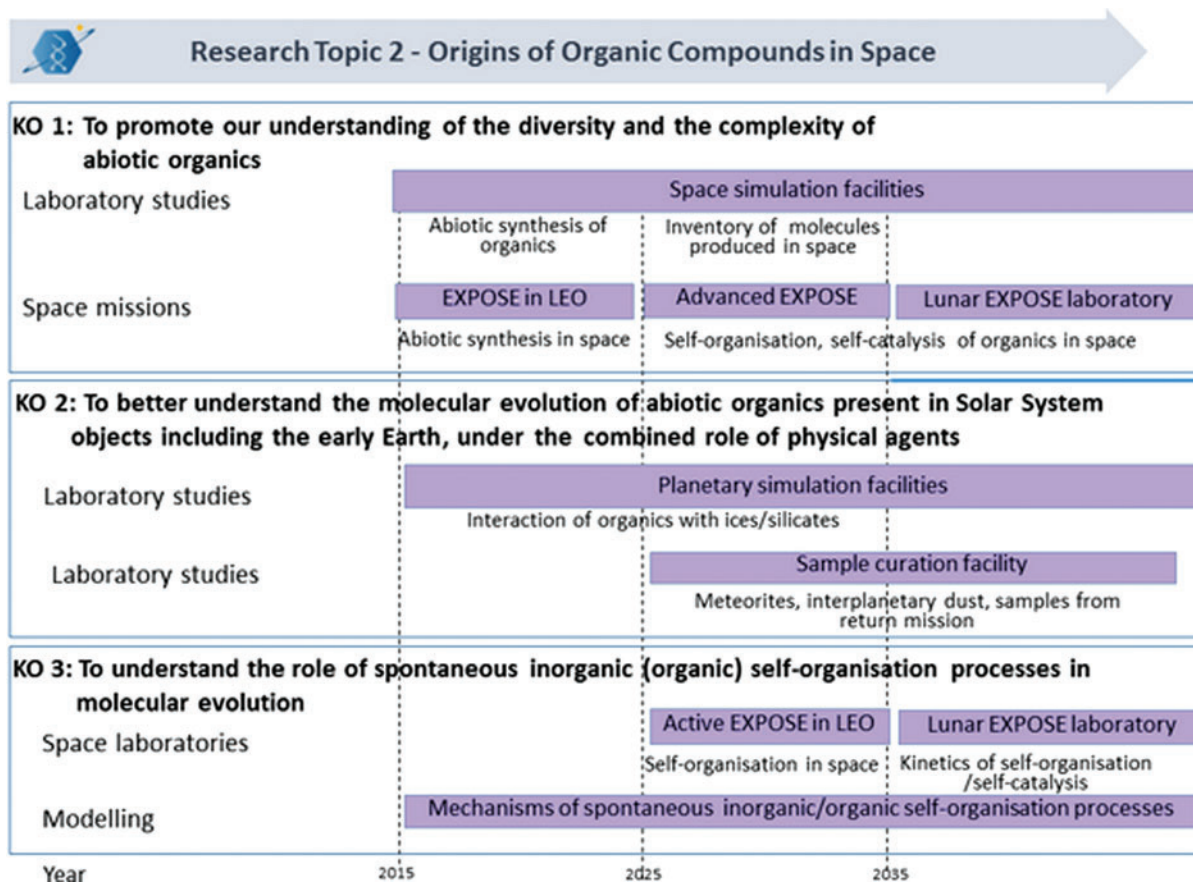 Research Topic 2 - Origins of Organic Compounds in Space
KO 1: To promote our understanding of the diversity and the complexity of
abiotic organics
Laboratory studies
Space simulation facilities
Abiotic synthesis of
organics
Inventory of molecules
produced in space
Space missions
EXPOSE in LEO
Advanced EXPOSE
Lunar EXPOSE laboratory
Abiotic synthesis in space
Self-organisation, self-catalysis of organics in space
KO 2: To better understand the molecular evolution of abiotic organics present in Solar System
objects including the early Earth, under the combined role of physical agents
Laboratory studies
Planetary simulation facilities
Interaction of organics with ices/silicates
Laboratory studies
Sample curation facility
Meteorites, interplanetary dust, samples from
return mission
KO 3: To understand the role of spontaneous inorganic (organic) self-organisation processes in
molecular evolution
Space laboratories
Active EXPOSE in LEO
Lunar EXPOSE laboratory
Self-organisation in space
Kinetics of self-organisation
/self-catalysis
Modelling
Mechanisms of spontaneous inorganic/organic self-organisation processes
Year
2015
2025
2035